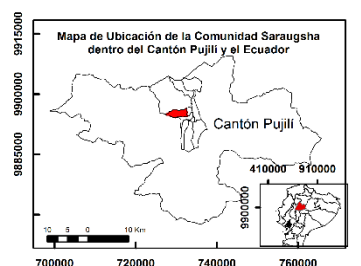 Mapa de Ubicación de la Comunidad Saraugsha
dentro del Cantón Pujilí y el Ecuador
9915000
9900000
9885000
Cantón Pujilí
410000 910000
9900000
10 5 0 10 Km
700000 720000 740000 760000